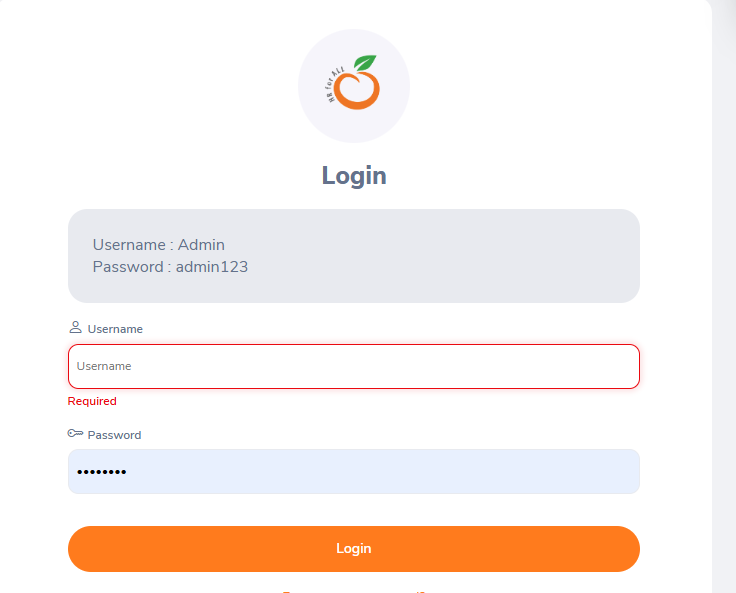 HR for ALL
Login
Username : Admin
Password : admin123
Username
Username
Required
Password
••••••••
Login